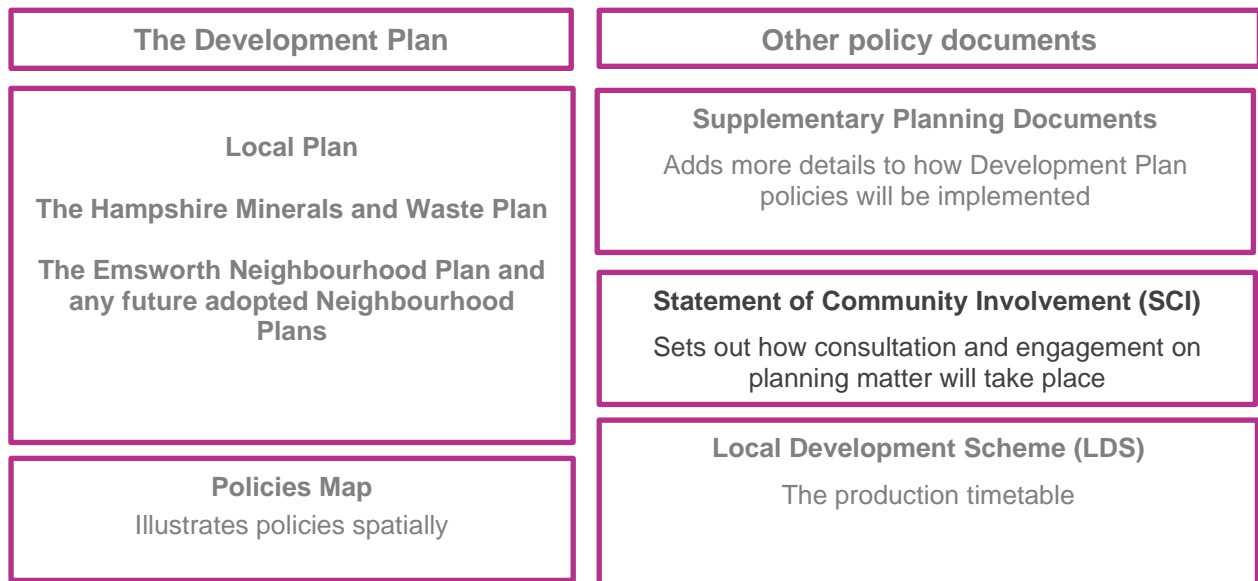 The Development Plan
Local Plan
The Hampshire Minerals and Waste Plan
The Emsworth Neighbourhood Plan and
any future adopted Neighbourhood
Plans
Policies Map
Illustrates policies spatially
Other policy documents
Supplementary Planning Documents
Adds more details to how Development Plan
policies will be implemented
Statement of Community Involvement (SCI)
Sets out how consultation and engagement on
planning matter will take place
Local Development Scheme (LDS)
The production timetable